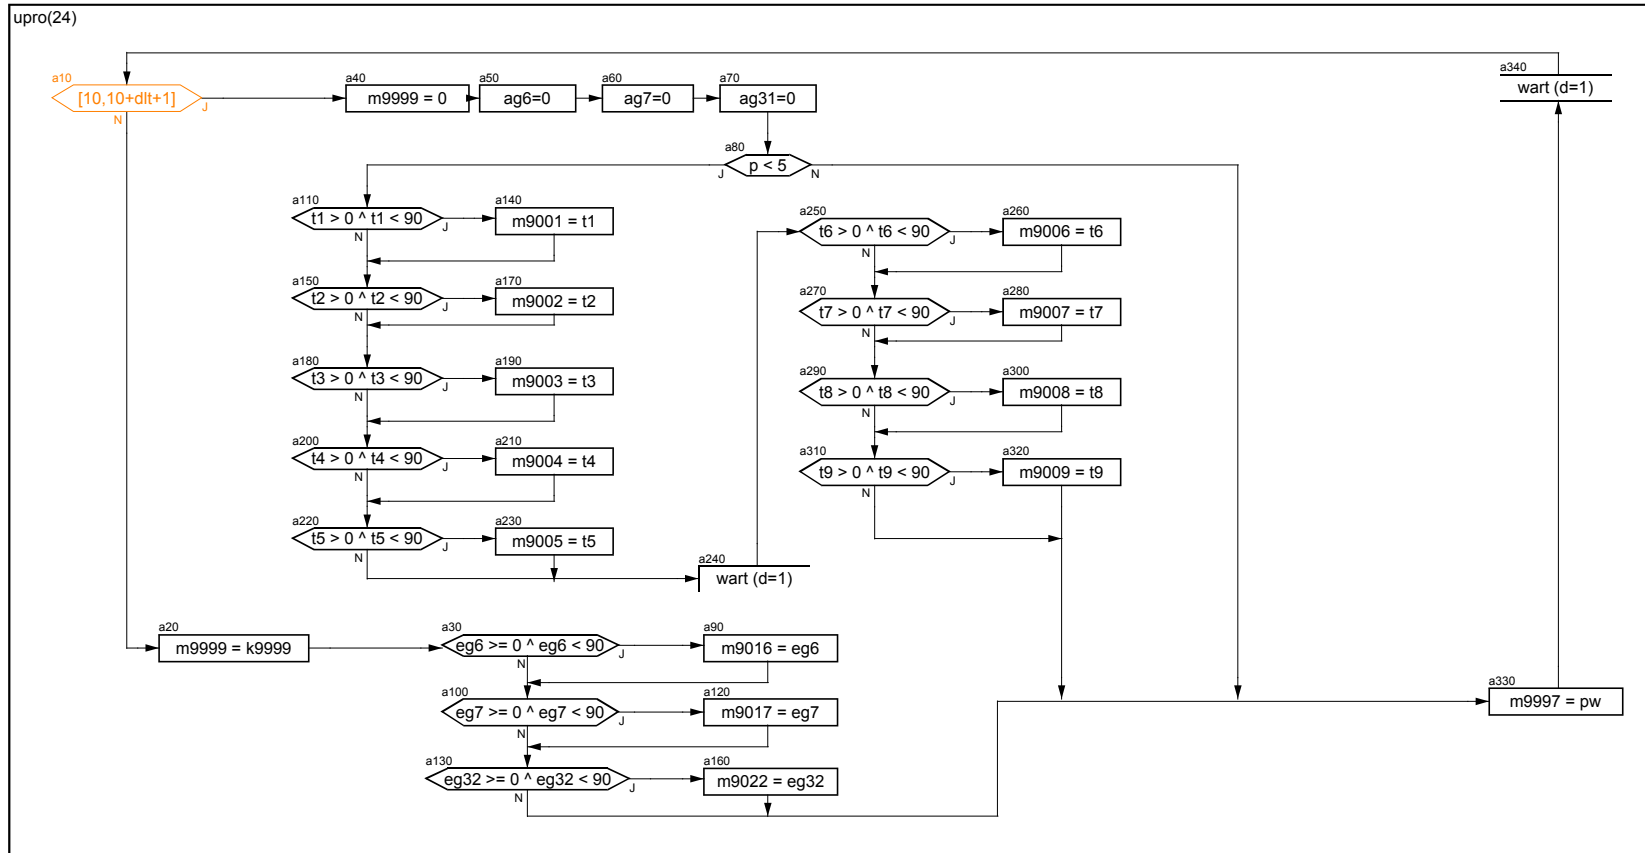 upro(24)
a10
[10,10+dlt+1]
J
N
a40
m9999 = 0
a50
ag6=0
a60
ag7=0
a70
ag31=0
a340
wart (d=1)
a80
p < 5
J
N
a110
t1 > 0 ^ t1 < 90
J
N
a140
m9001 = t1
a150
t2 > 0 ^ t2 < 90
J
N
a170
m9002 = t2
a180
t3 > 0 ^ t3 < 90
J
N
a190
m9003 = t3
a200
t4 > 0 ^ t4 < 90
J
N
a210
m9004 = t4
a220
t5 > 0 ^ t5 < 90
J
N
a230
m9005 = t5
a240
wart (d=1)
a250
t6 > 0 ^ t6 < 90
J
N
a260
m9006 = t6
a270
t7 > 0 ^ t7 < 90
J
N
a280
m9007 = t7
a290
t8 > 0 ^ t8 < 90
J
N
a300
m9008 = t8
a310
t9 > 0 ^ t9 < 90
J
N
a320
m9009 = t9
a20
m9999 = k9999
a30
eg6 >= 0 ^ eg6 < 90
J
N
a90
m9016 = eg6
a100
eg7 >= 0 ^ eg7 < 90
J
N
a120
m9017 = eg7
a130
eg32 >= 0 ^ eg32 < 90
J
N
a160
m9022 = eg32
a330
m9997 = pw